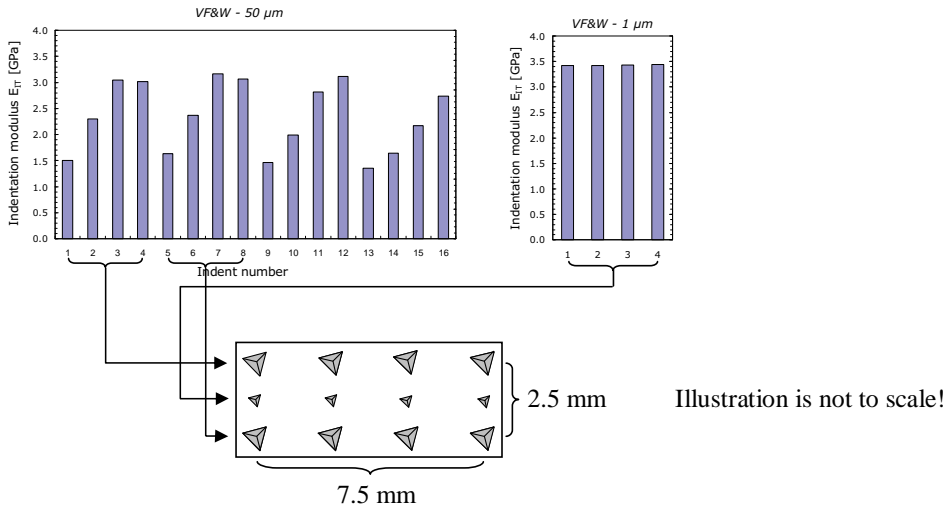 VF&W - 50 µm
Indentation modulus E_IT [GPa]
4.0
3.5
3.0
2.5
2.0
1.5
1.0
0.5
0.0
1 2 3 4 5 6 7 8 9 10 11 12 13 14 15 16
Indent number
VF&W - 1 µm
Indentation modulus E_IT [GPa]
4.0
3.5
3.0
2.5
2.0
1.5
1.0
0.5
0.0
1 2 3 4
2.5 mm
Illustration is not to scale!
7.5 mm